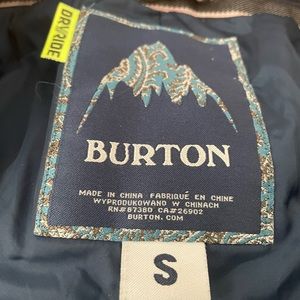 DRYRIDE
BURTON
MADE IN CHINA FABRIQUÉ EN CHINE
WYPRODUKOWANO W CHINACH
RN#87380 CA#26902
BURTON.COM
S